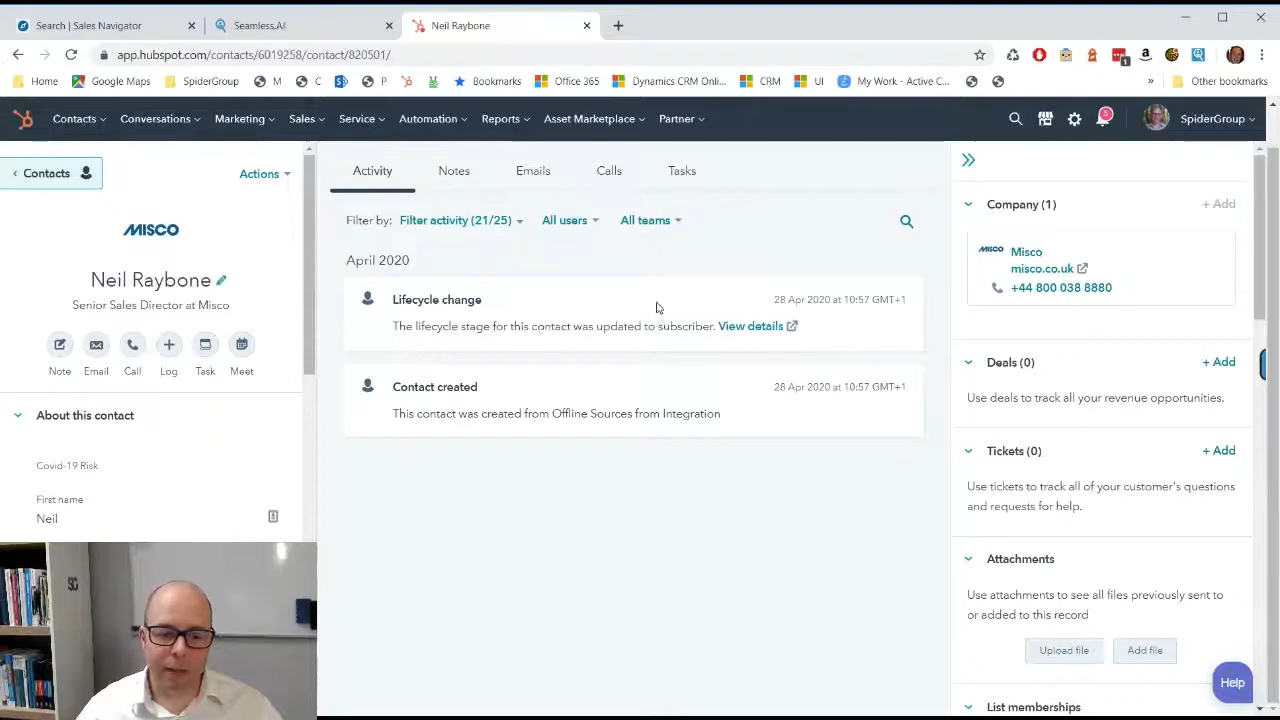 Search | Sales Navigator
Seamless.AI
Neil Raybone
app.hubspot.com/contacts/6019258/contact/820501/
Home
Google Maps
SpiderGroup
M
C
P
Bookmarks
Office 365
Dynamics CRM Onli...
CRM
UI
My Work - Active C...
»
Other bookmarks
Contacts
Conversations
Marketing
Sales
Service
Automation
Reports
Asset Marketplace
Partner
5
SpiderGroup
Contacts
Actions
MISCO
Neil Raybone
Senior Sales Director at Misco
Note
Email
Call
Log
Task
Meet
About this contact
Covid-19 Risk
First name
Neil
Activity
Notes
Emails
Calls
Tasks
Filter by:
Filter activity (21/25)
All users
All teams
April 2020
Lifecycle change
28 Apr 2020 at 10:57 GMT+1
The lifecycle stage for this contact was updated to subscriber. View details
Contact created
28 Apr 2020 at 10:57 GMT+1
This contact was created from Offline Sources from Integration
Company (1)
+ Add
MISCO
Misco
misco.co.uk
+44 800 038 8880
Deals (0)
+ Add
Use deals to track all your revenue opportunities.
Tickets (0)
+ Add
Use tickets to track all of your customer's questions
and requests for help.
Attachments
Use attachments to see all files previously sent to
or added to this record
Upload file
Add file
Help
List memberships